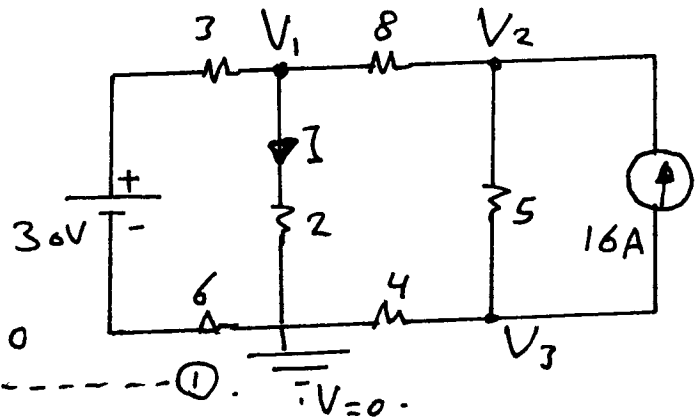 3 V1 8 V2
I
+
30V - 2 5 16A
6 4
0 V3
-------① . V=0.